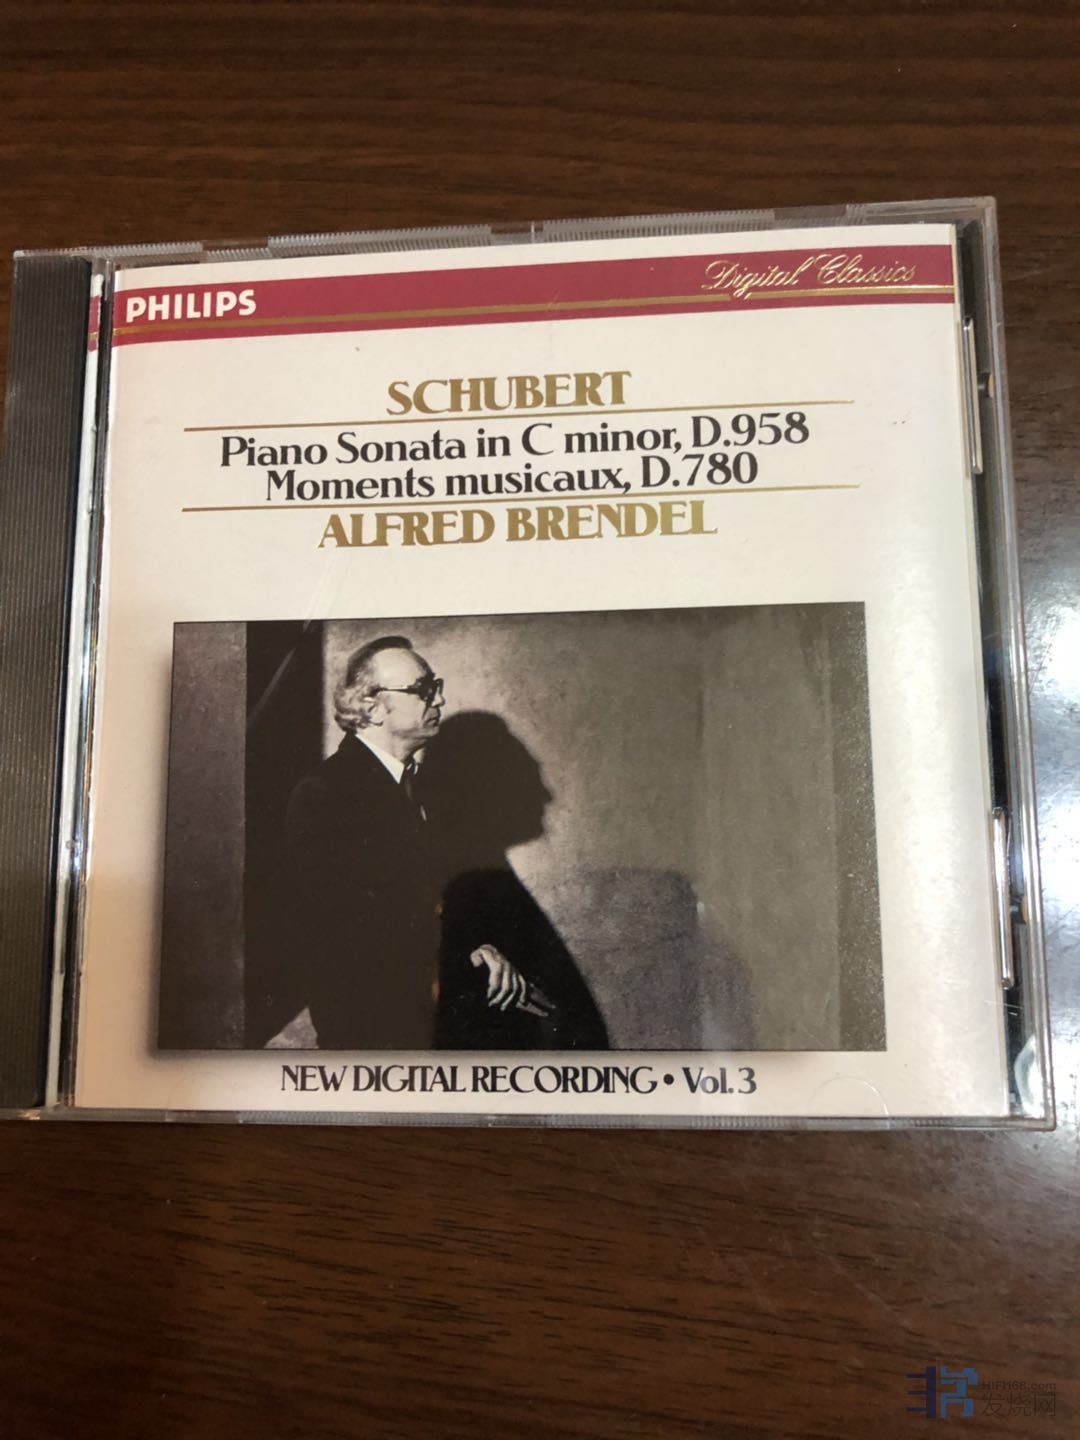 PHILIPS
Digital Classics
SCHUBERT
Piano Sonata in C minor, D.958
Moments musicaux, D.780
ALFRED BRENDEL
NEW DIGITAL RECORDING • Vol.3
HIFI168.com
发烧网